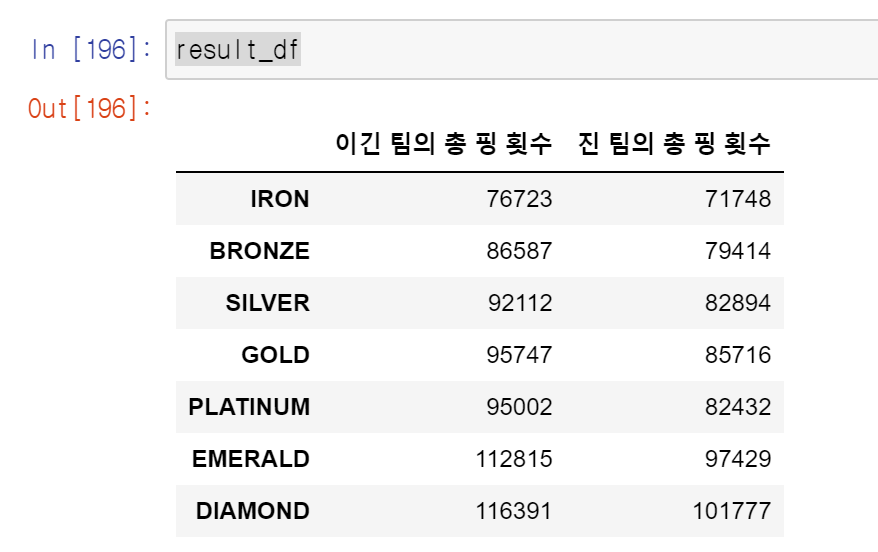 In [196]: result_df
Out[196]:
이긴 팀의 총 핑 횟수 진 팀의 총 핑 횟수
IRON 76723 71748
BRONZE 86587 79414
SILVER 92112 82894
GOLD 95747 85716
PLATINUM 95002 82432
EMERALD 112815 97429
DIAMOND 116391 101777